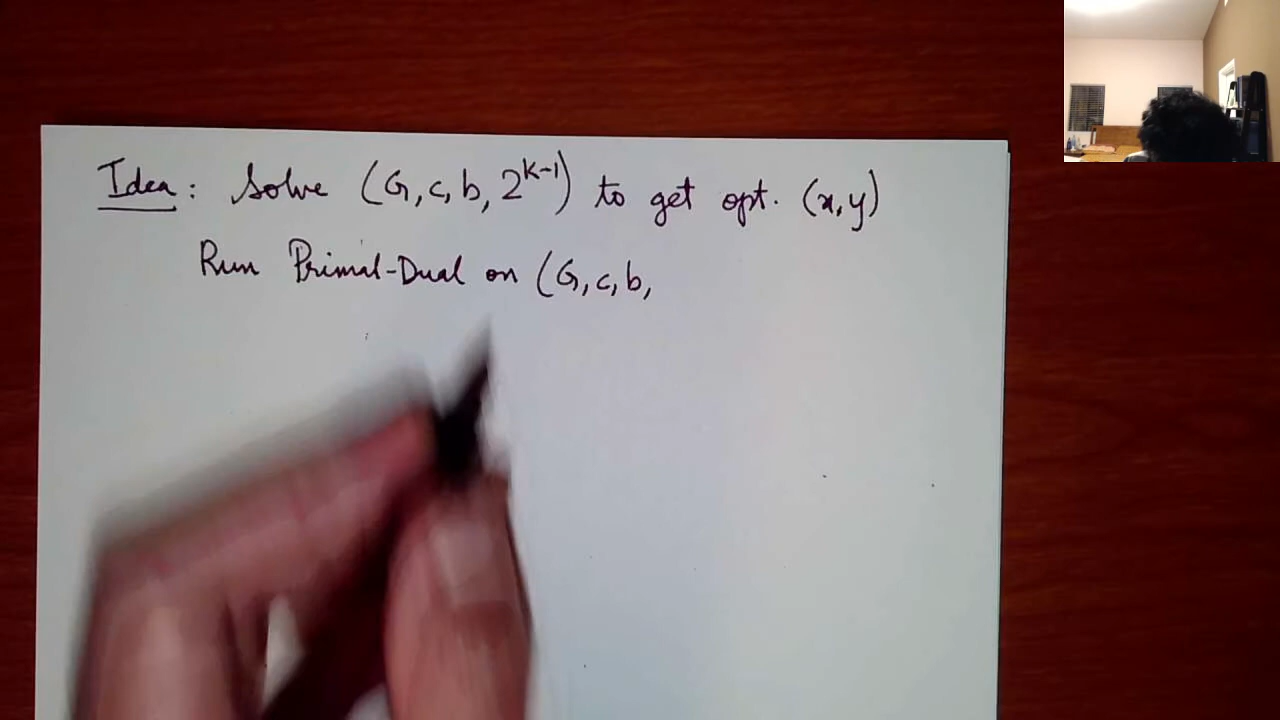 Idea: Solve (G, c, b, 2^{k-1}) to get opt. (x, y)
Run Primal-Dual on (G, c, b,